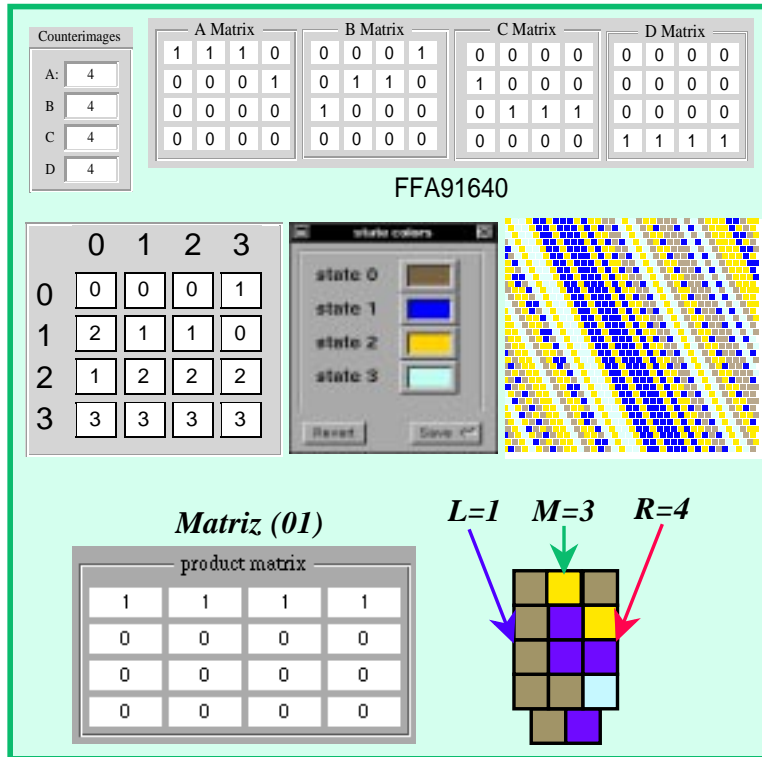 Counterimages
A: 4
B 4
C 4
D 4
A Matrix
1 1 1 0
0 0 0 1
0 0 0 0
0 0 0 0
B Matrix
0 0 0 1
0 1 1 0
1 0 0 0
0 0 0 0
C Matrix
0 0 0 0
1 0 0 0
0 1 1 1
0 0 0 0
D Matrix
0 0 0 0
0 0 0 0
0 0 0 0
1 1 1 1
FFA91640
0 1 2 3
0 0 0 0 1
1 2 1 1 0
2 1 2 2 2
3 3 3 3 3
state colors
state 0
state 1
state 2
state 3
Revert Save
Matriz (01)
product matrix
1 1 1 1
0 0 0 0
0 0 0 0
0 0 0 0
L=1 M=3 R=4